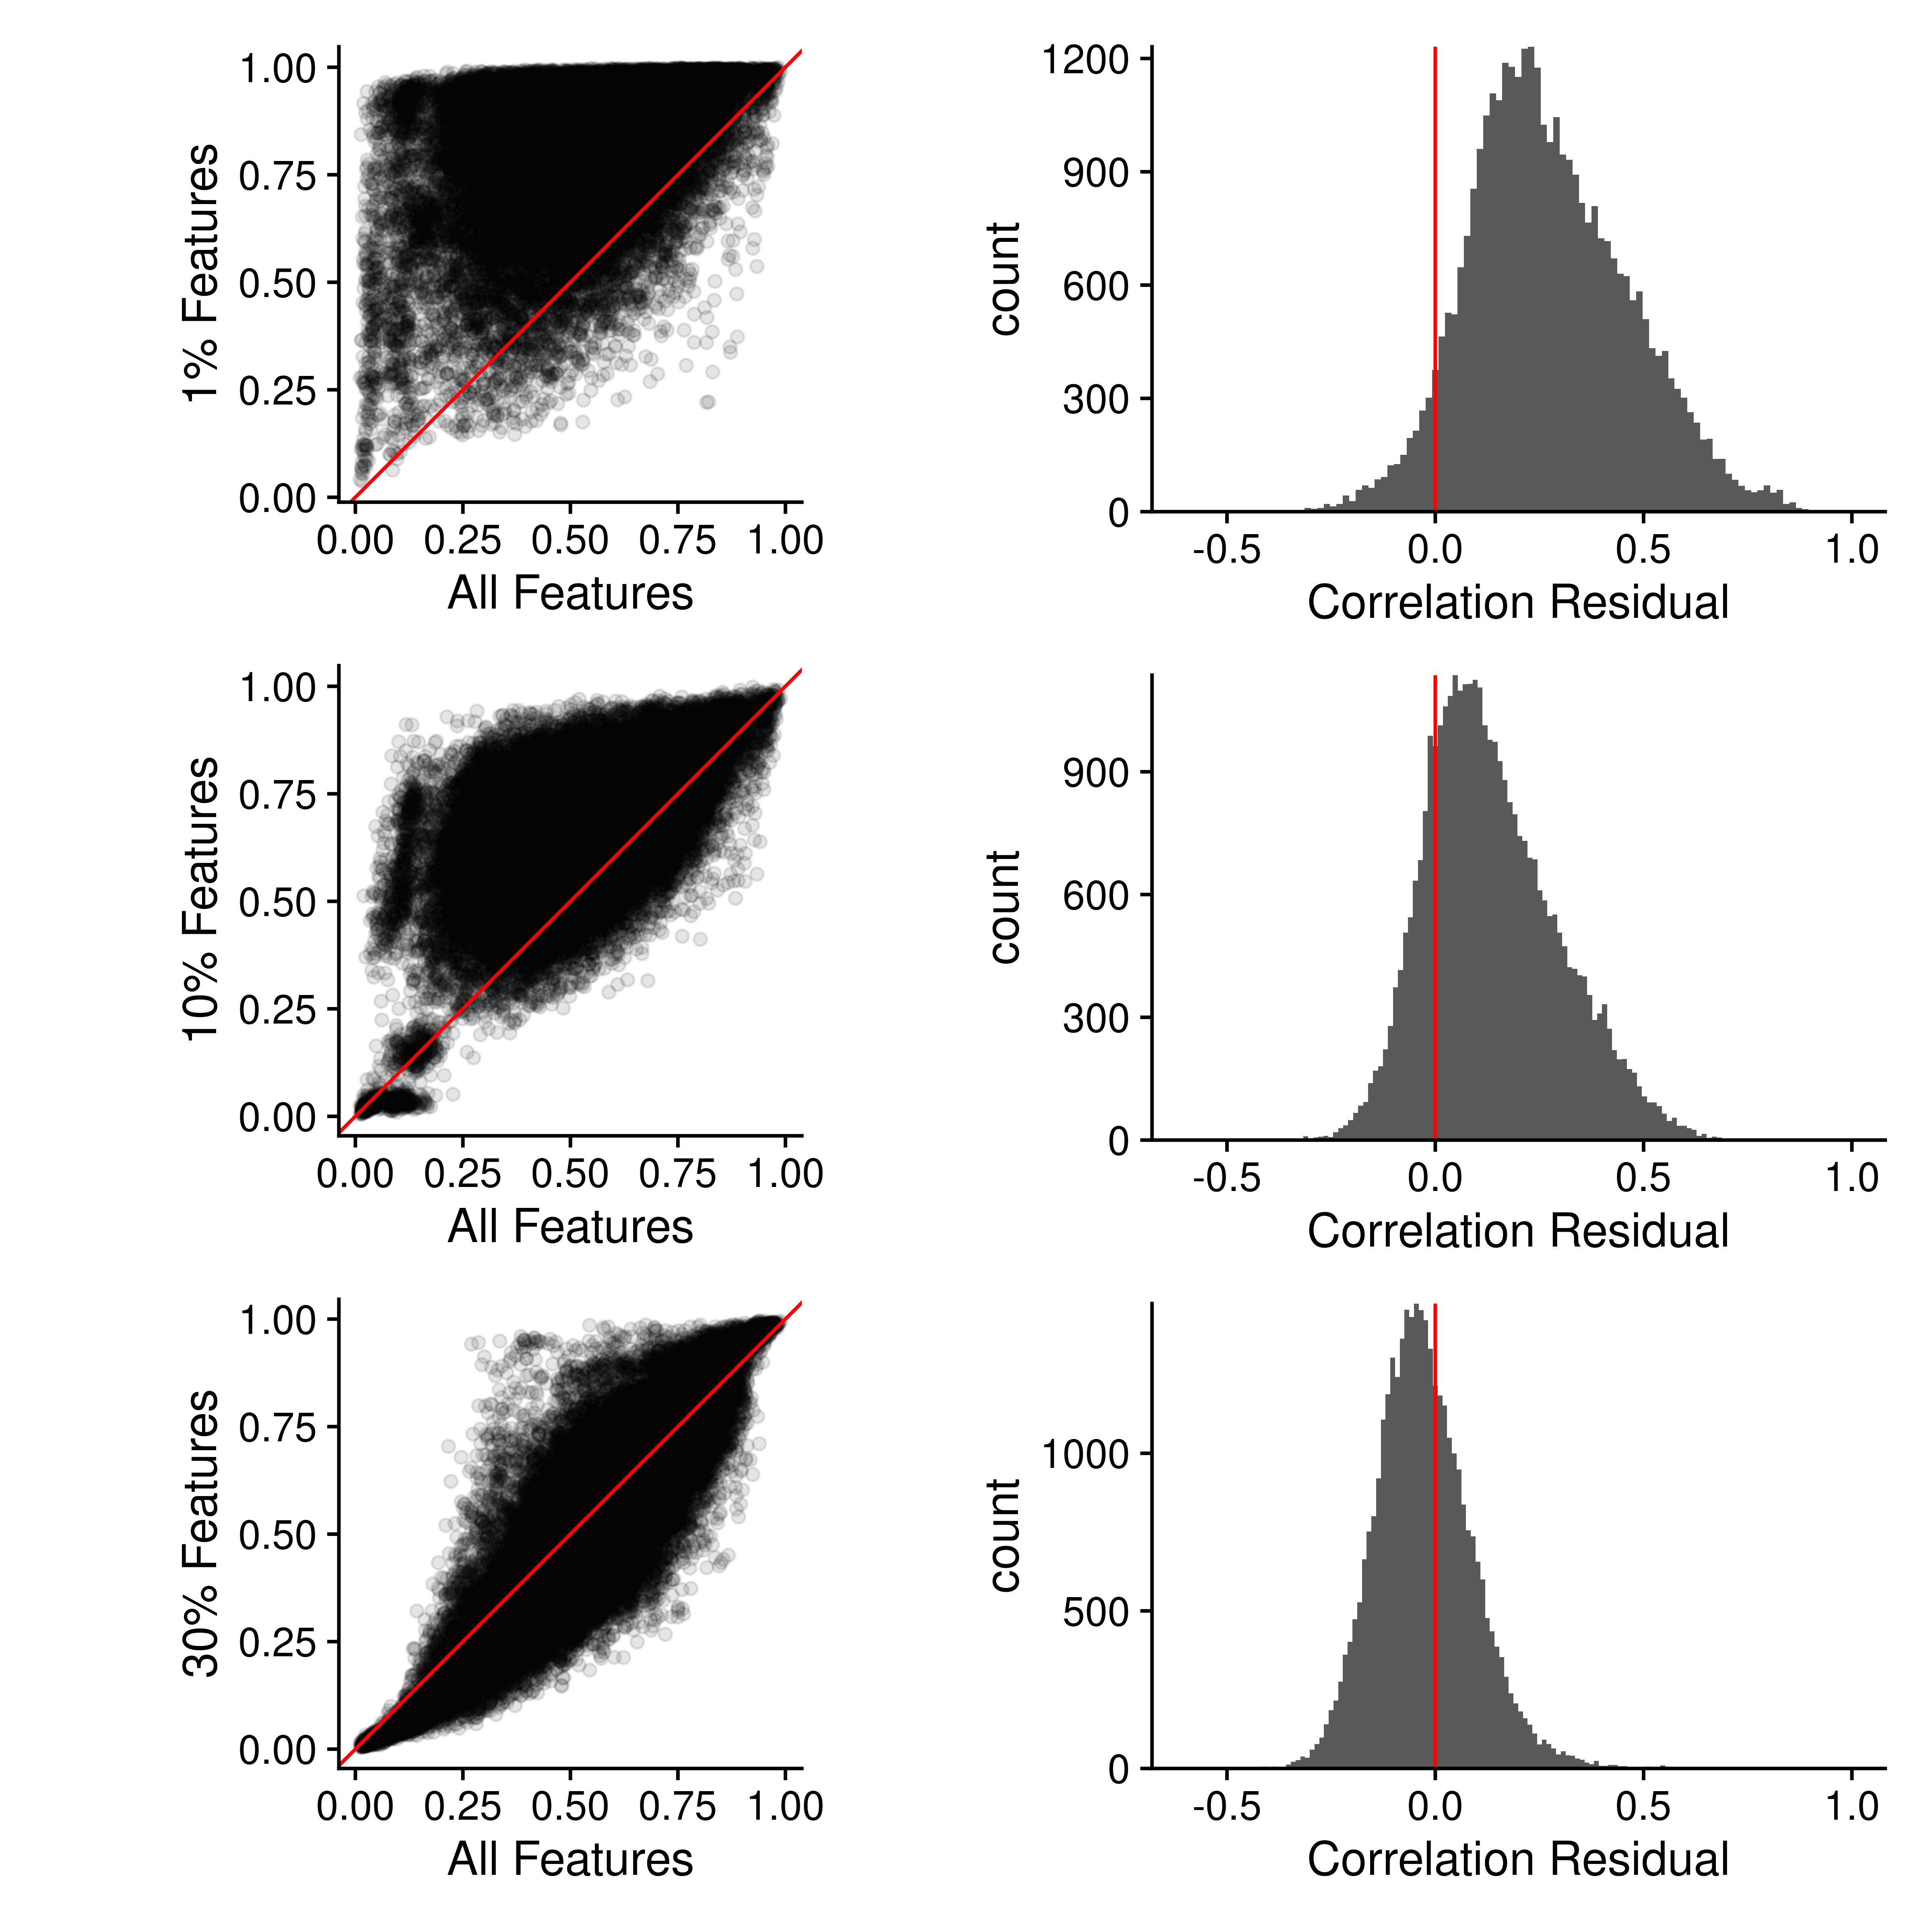 1% Features
1.00
0.75
0.50
0.25
0.00
0.00 0.25 0.50 0.75 1.00
All Features
count
1200
900
600
300
0
-0.5 0.0 0.5 1.0
Correlation Residual
10% Features
1.00
0.75
0.50
0.25
0.00
0.00 0.25 0.50 0.75 1.00
All Features
count
900
600
300
0
-0.5 0.0 0.5 1.0
Correlation Residual
30% Features
1.00
0.75
0.50
0.25
0.00
0.00 0.25 0.50 0.75 1.00
All Features
count
1000
500
0
-0.5 0.0 0.5 1.0
Correlation Residual